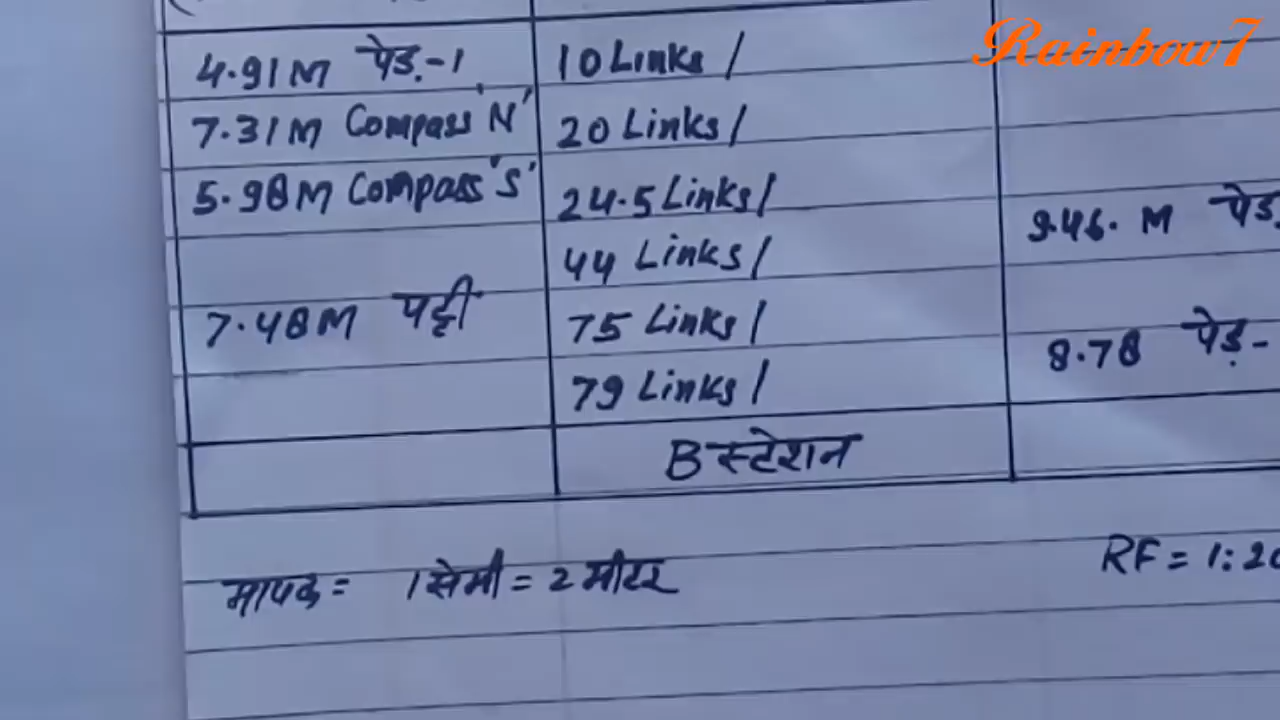 Rainbow7
4.91M पेड़-1 10 Links/
7.31M Compass 'N' 20 Links/
5.98M Compass 'S' 24.5 Links/
9.46. M पेड़
44 Links/
7.48M पट्टी 75 Links/
8.78 पेड़-
79 Links/
B स्टेशन
मापक = 1 सेमी = 2 मीटर RF = 1:20